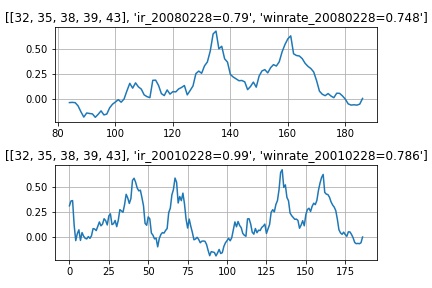 [[32, 35, 38, 39, 43], 'ir_20080228=0.79', 'winrate_20080228=0.748']
0.50
0.25
0.00
80 100 120 140 160 180
[[32, 35, 38, 39, 43], 'ir_20010228=0.99', 'winrate_20010228=0.786']
0.50
0.25
0.00
0 25 50 75 100 125 150 175